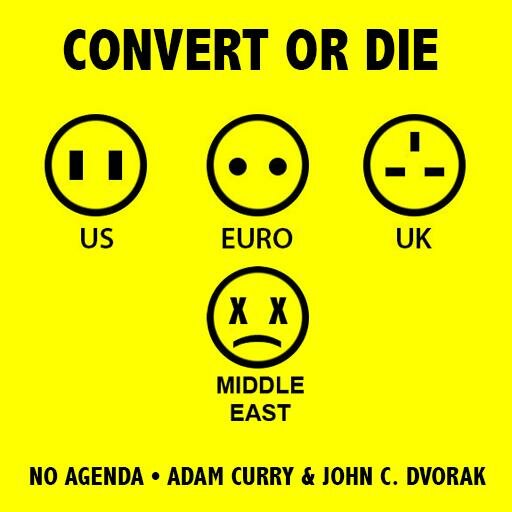 CONVERT OR DIE
US EURO UK
X X
MIDDLE
EAST
NO AGENDA • ADAM CURRY & JOHN C. DVORAK